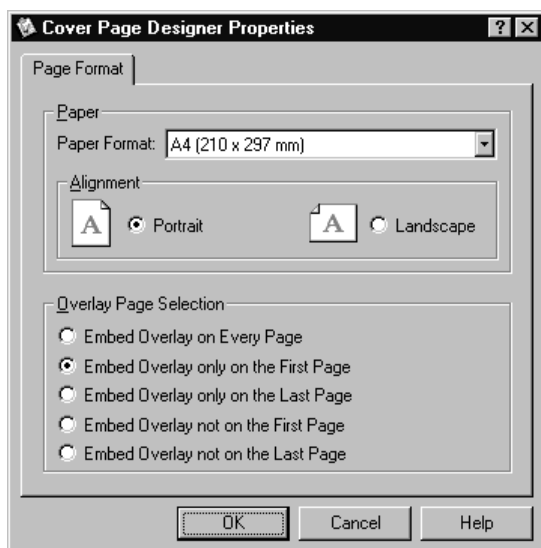 Cover Page Designer Properties
Page Format
Paper
Paper Format: A4 (210 x 297 mm)
Alignment
A Portrait A Landscape
Overlay Page Selection
Embed Overlay on Every Page
Embed Overlay only on the First Page
Embed Overlay only on the Last Page
Embed Overlay not on the First Page
Embed Overlay not on the Last Page
OK Cancel Help